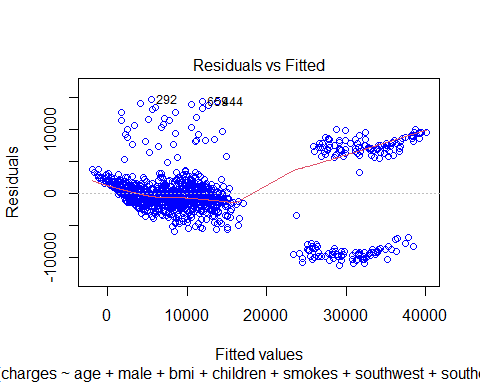 Residuals vs Fitted
Residuals
10000
0
-10000
292
0
10000
20000
30000
40000
Fitted values
(charges ~ age + male + bmi + children + smokes + southwest + southe